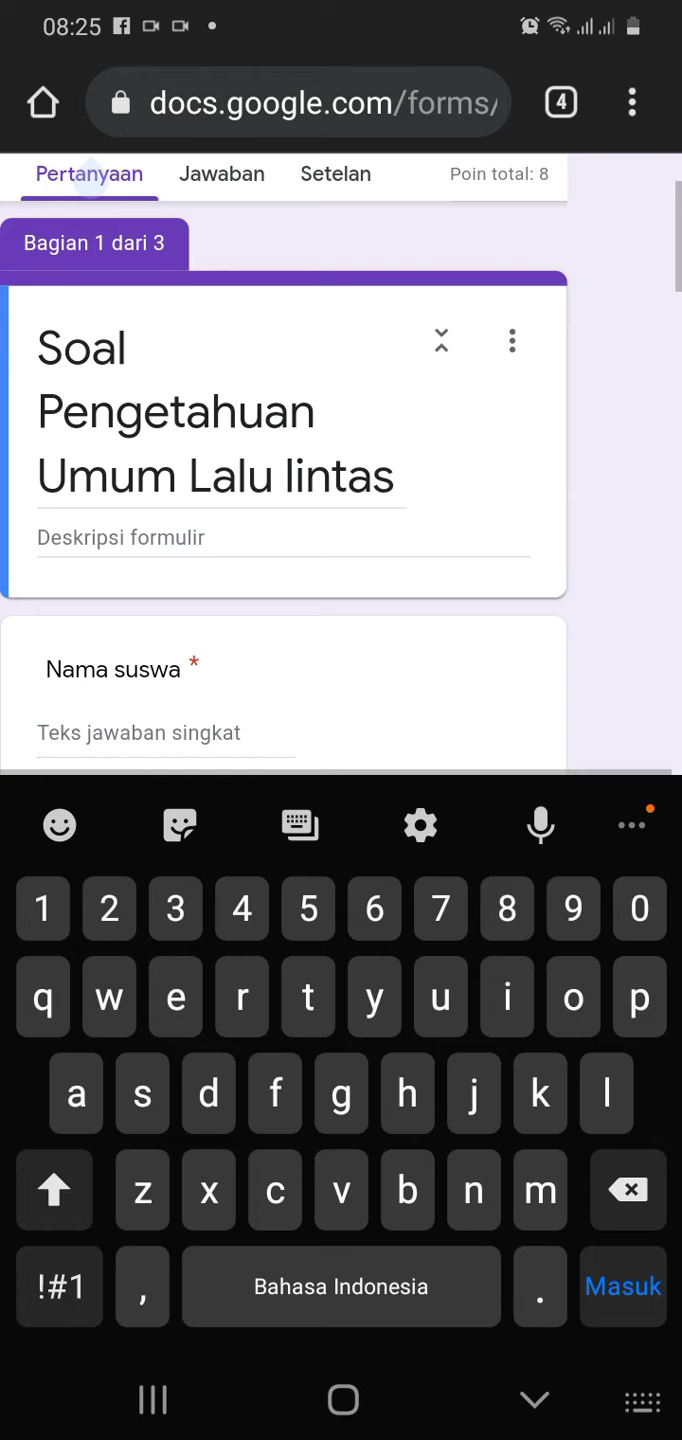 08:25
docs.google.com/forms/
4
Pertanyaan Jawaban Setelan Poin total: 8
Bagian 1 dari 3
Soal
Pengetahuan
Umum Lalu lintas
Deskripsi formulir
Nama suswa *
Teks jawaban singkat
1 2 3 4 5 6 7 8 9 0
q w e r t y u i o p
a s d f g h j k l
z x c v b n m
!#1 , Bahasa Indonesia . Masuk